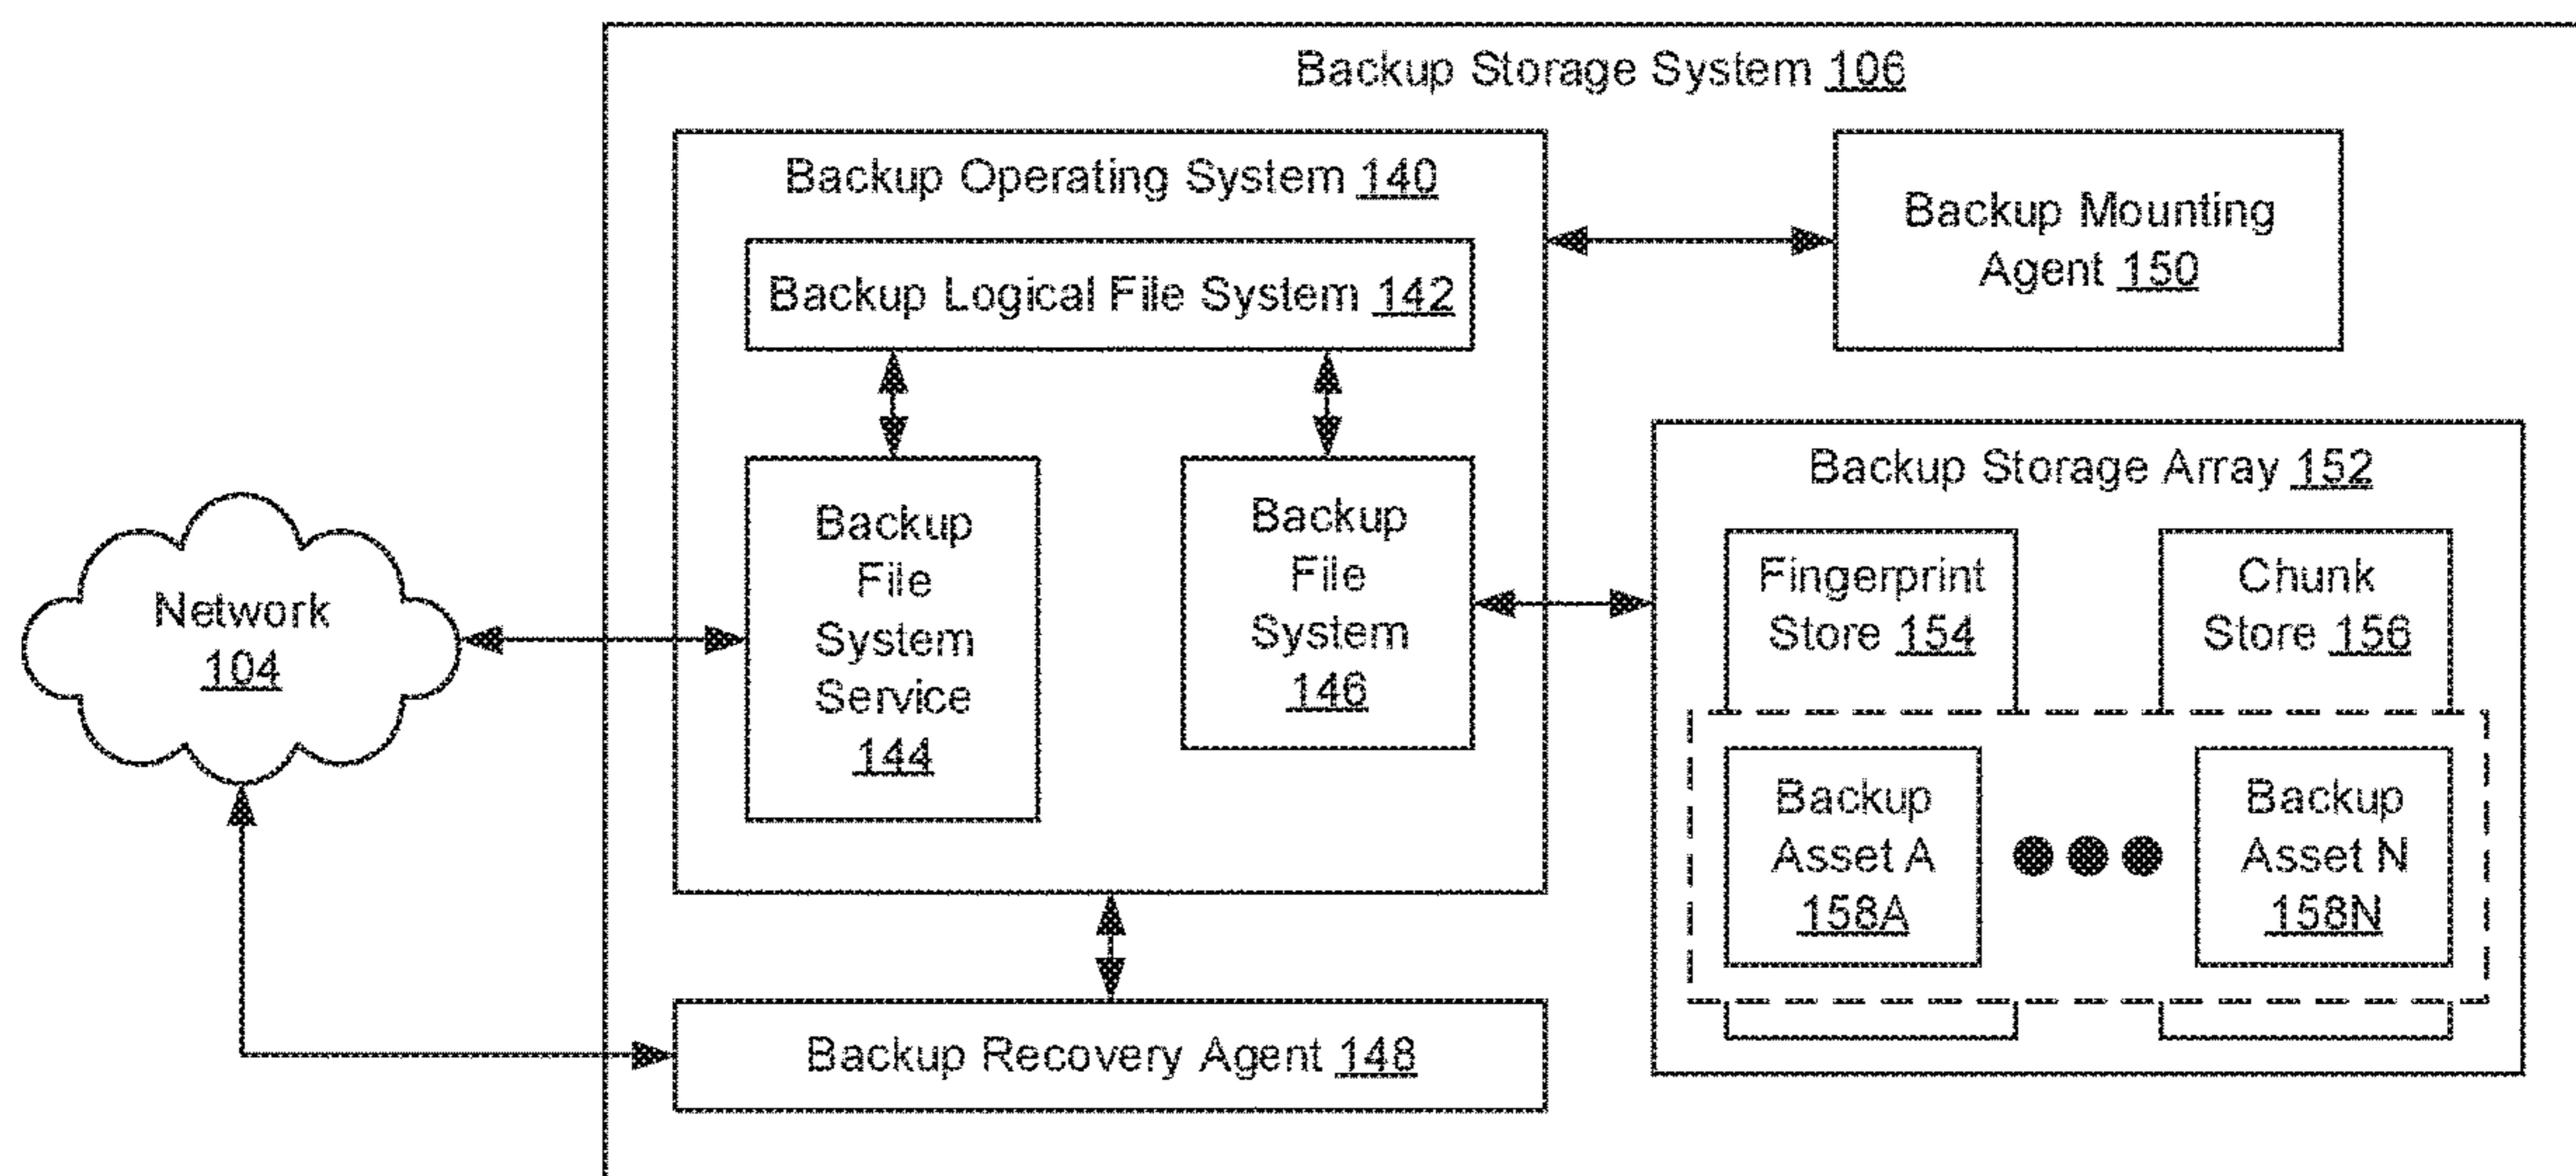 Backup Storage System 106
Backup Operating System 140
Backup Logical File System 142
Backup
File
System
Service
144
Backup
File
System
146
Backup Mounting
Agent 150
Network
104
Backup Storage Array 152
Fingerprint
Store 154
Chunk
Store 156
Backup
Asset A
158A
Backup
Asset N
158N
Backup Recovery Agent 148